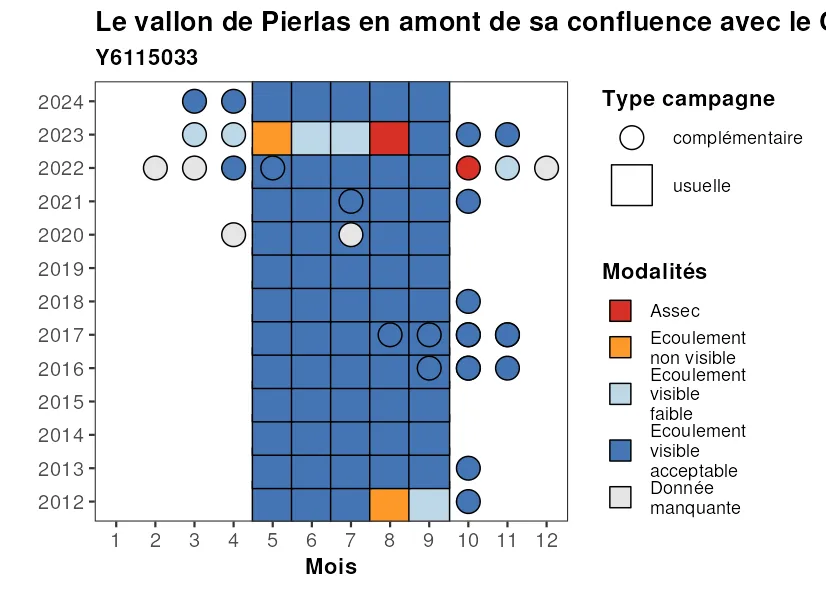 Le vallon de Pierlas en amont de sa confluence avec le
Y6115033
2024
2023
2022
2021
2020
2019
2018
2017
2016
2015
2014
2013
2012
1 2 3 4 5 6 7 8 9 10 11 12
Mois
Type campagne
complémentaire
usuelle
Modalités
Assec
Ecoulement
non visible
Ecoulement
visible
faible
Ecoulement
visible
acceptable
Donnée
manquante